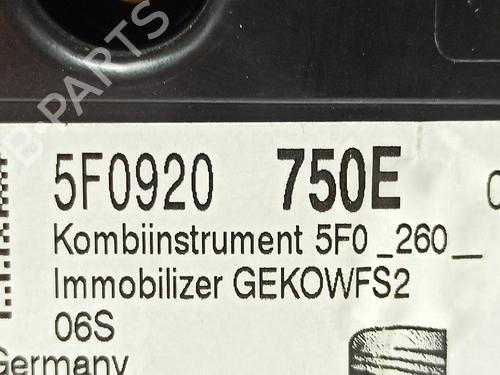 B-PARTS
5F0920 750E
Kombiinstrument 5F0_260__
Immobilizer GEKOWFS2
06S
Germany